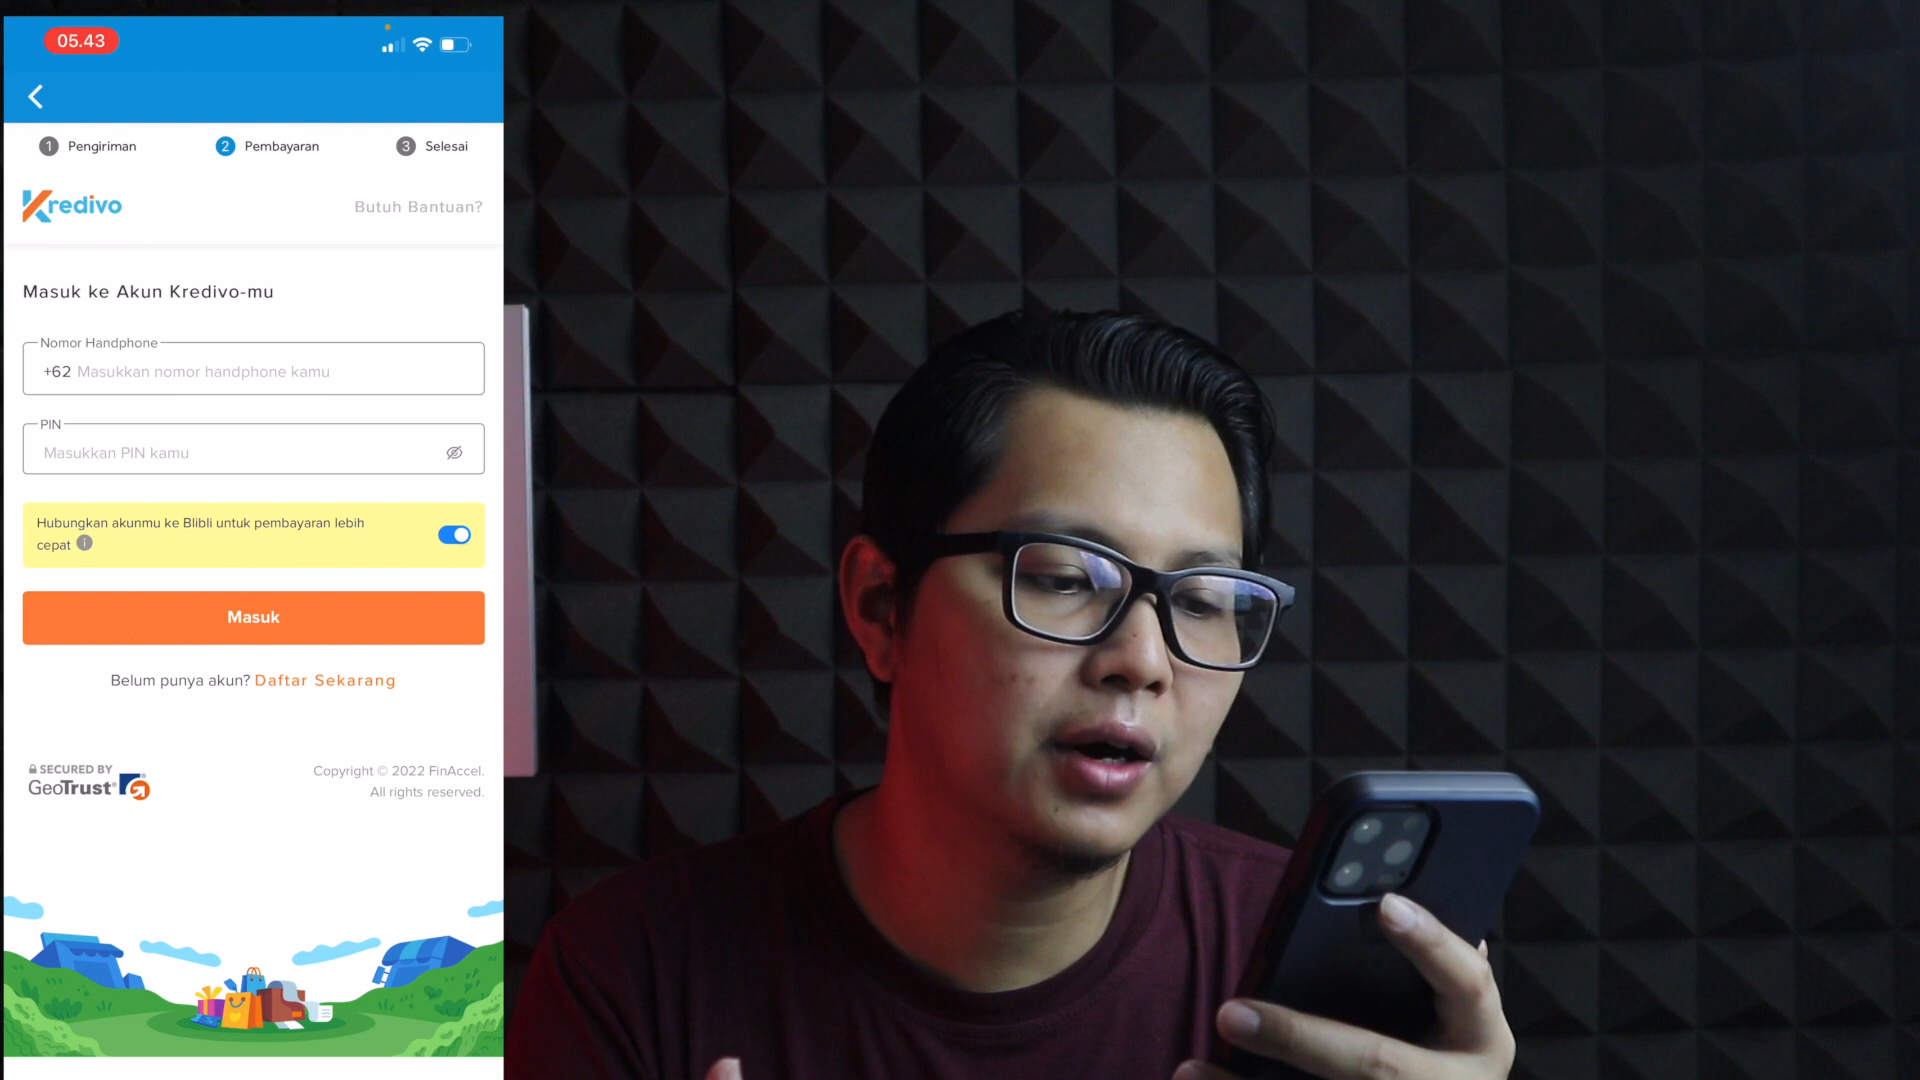 05.43
1 Pengiriman 2 Pembayaran 3 Selesai
Kredivo Butuh Bantuan?
Masuk ke Akun Kredivo-mu
Nomor Handphone
+62 Masukkan nomor handphone kamu
PIN
Masukkan PIN kamu
Hubungkan akunmu ke Blibli untuk pembayaran lebih
cepat
Masuk
Belum punya akun? Daftar Sekarang
SECURED BY
GeoTrust
Copyright © 2022 FinAccel.
All rights reserved.